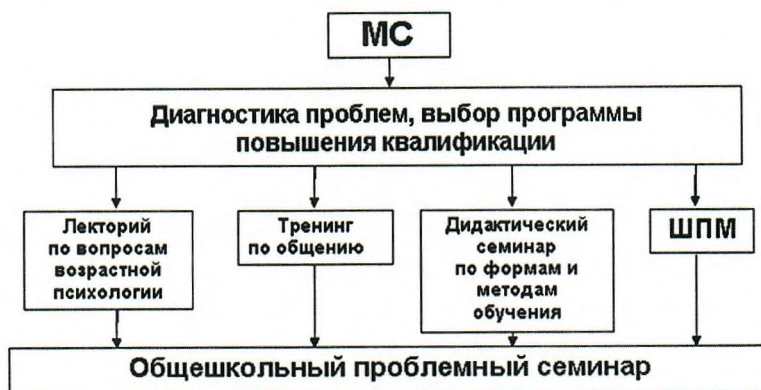 МС
Диагностика проблем, выбор программы
повышения квалификации
Лекторий
по вопросам
возрастной
психологии
Тренинг
по общению
Дидактический
семинар
по формам и
методам
обучения
ШПМ
Общешкольный проблемный семинар